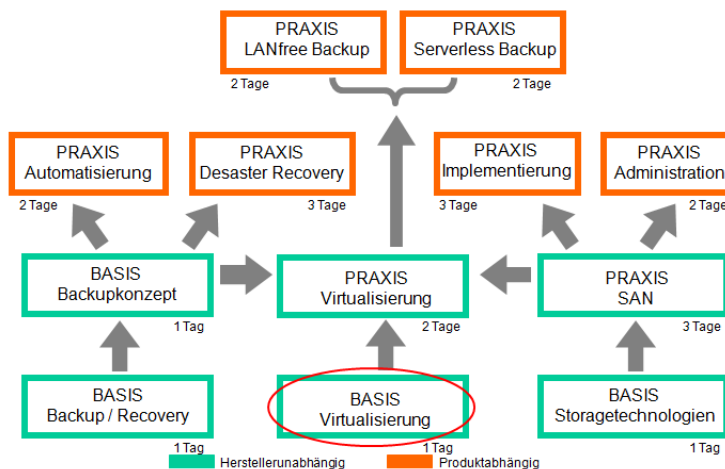 PRAXIS
LANfree Backup
PRAXIS
Serverless Backup
2 Tage
2 Tage
PRAXIS
Automatisierung
PRAXIS
Desaster Recovery
PRAXIS
Implementierung
PRAXIS
Administration
2 Tage
3 Tage
3 Tage
2 Tage
BASIS
Backupkonzept
PRAXIS
Virtualisierung
PRAXIS
SAN
1 Tag
2 Tage
3 Tage
BASIS
Backup / Recovery
BASIS
Virtualisierung
BASIS
Storagetechnologien
1 Tag
1 Tag
1 Tag
Herstellerunabhängig
Produktabhängig